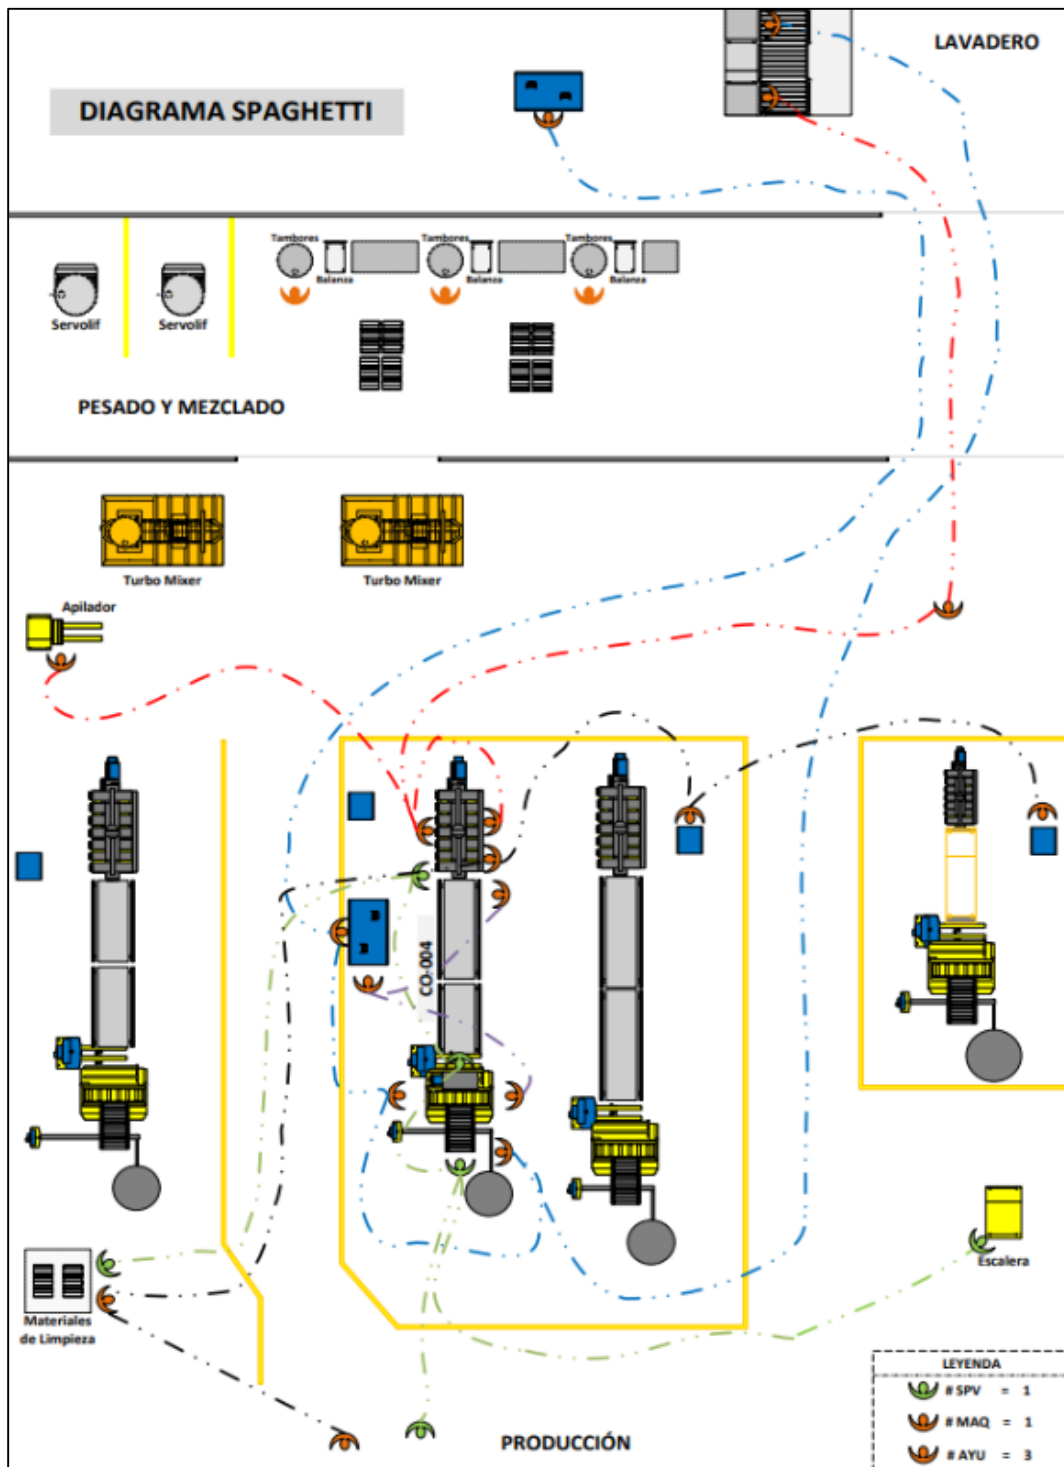 LAVADERO
DIAGRAMA SPAGHETTI
Tambores
Tambores
Tambores
Balanza
Balanza
Balanza
Servolif
Servolif
PESADO Y MEZCLADO
Turbo Mixer
Turbo Mixer
Apilador
CO-004
Escalera
Materiales
de Limpieza
PRODUCCIÓN
LEYENDA
# SPV = 1
# MAQ = 1
# AYU = 3